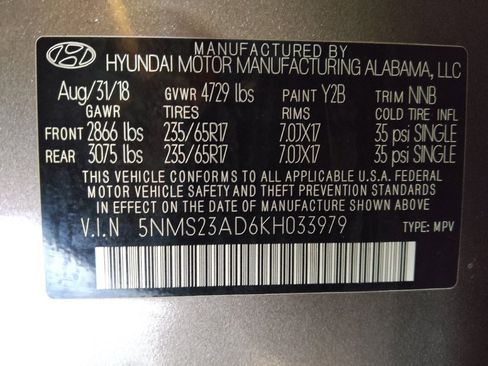 MANUFACTURED BY
HYUNDAI MOTOR MANUFACTURING ALABAMA, LLC
Aug/31/18 GVWR 4729 lbs PAINT Y2B TRIM NNB
GAWR TIRES RIMS COLD TIRE INFL
FRONT 2866 lbs 235/65R17 7.0JX17 35 psi SINGLE
REAR 3075 lbs 235/65R17 7.0JX17 35 psi SINGLE
THIS VEHICLE CONFORMS TO ALL APPLICABLE U.S.A. FEDERAL
MOTOR VEHICLE SAFETY AND THEFT PREVENTION STANDARDS
IN EFFECT ON THE DATE OF MANUFACTURE SHOWN ABOVE.
V.I.N 5NMS23AD6KH033979 TYPE: MPV